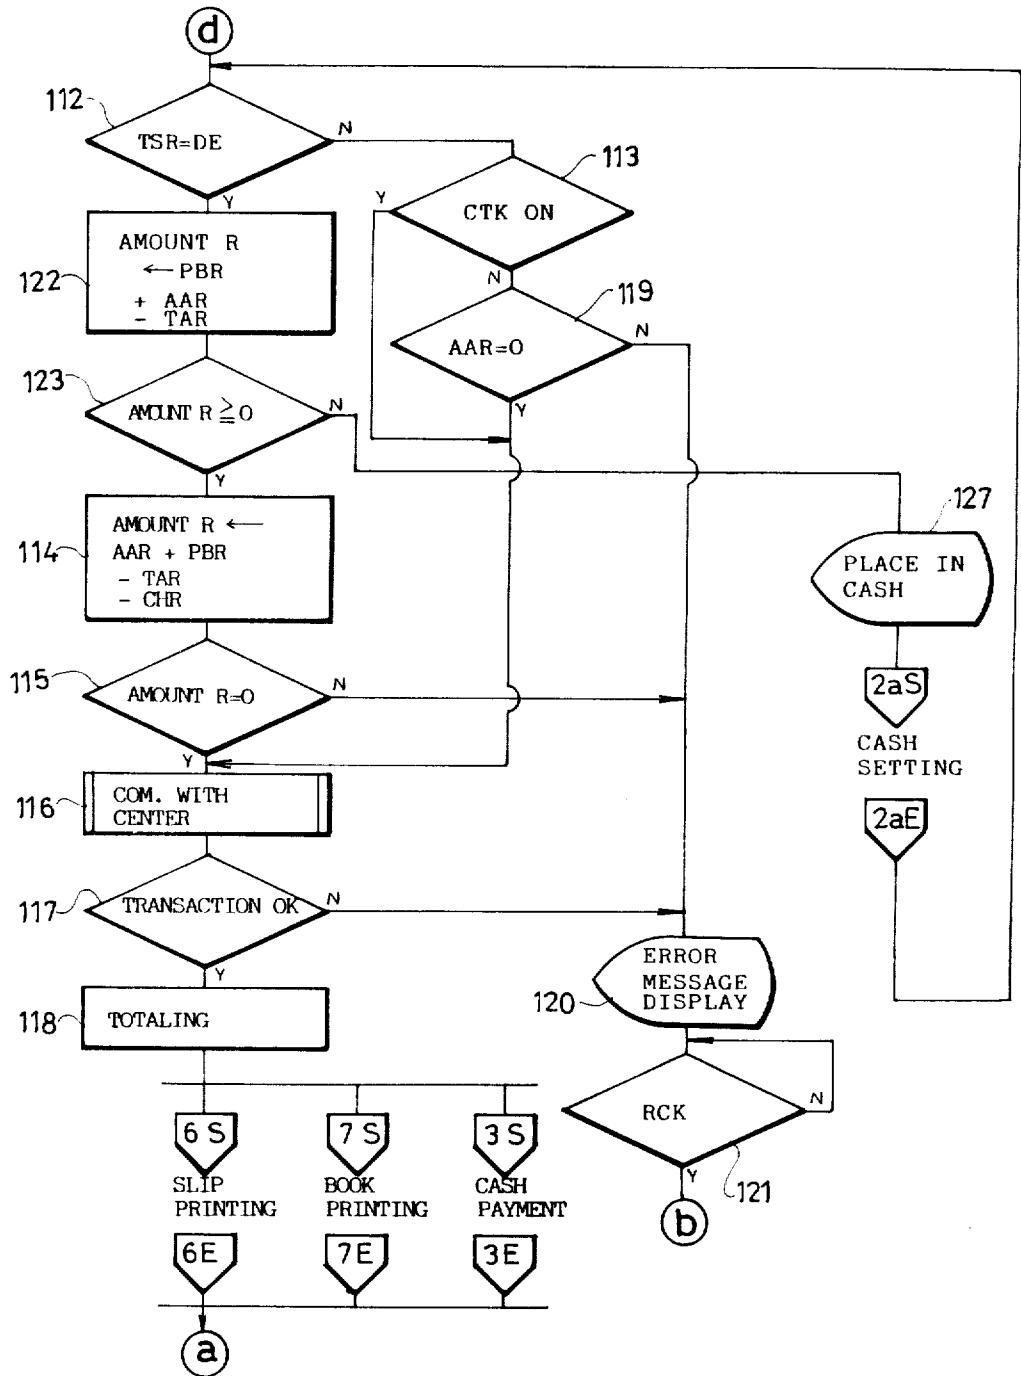 d
112
TSR=DE
N
Y
113
Y
CTK ON
N
122
AMOUNT R
← PBR
+ AAR
- TAR
119
AAR=0
N
Y
123
AMOUNT R ≧ 0
N
Y
114
AMOUNT R ←
AAR + PBR
- TAR
- CHR
127
PLACE IN
CASH
2aS
CASH
SETTING
2aE
115
AMOUNT R=0
N
Y
116
COM. WITH
CENTER
117
TRANSACTION OK
N
Y
118
TOTALING
120
ERROR
MESSAGE
DISPLAY
RCK
N
Y
121
b
6S
SLIP
PRINTING
6E
7S
BOOK
PRINTING
7E
3S
CASH
PAYMENT
3E
a